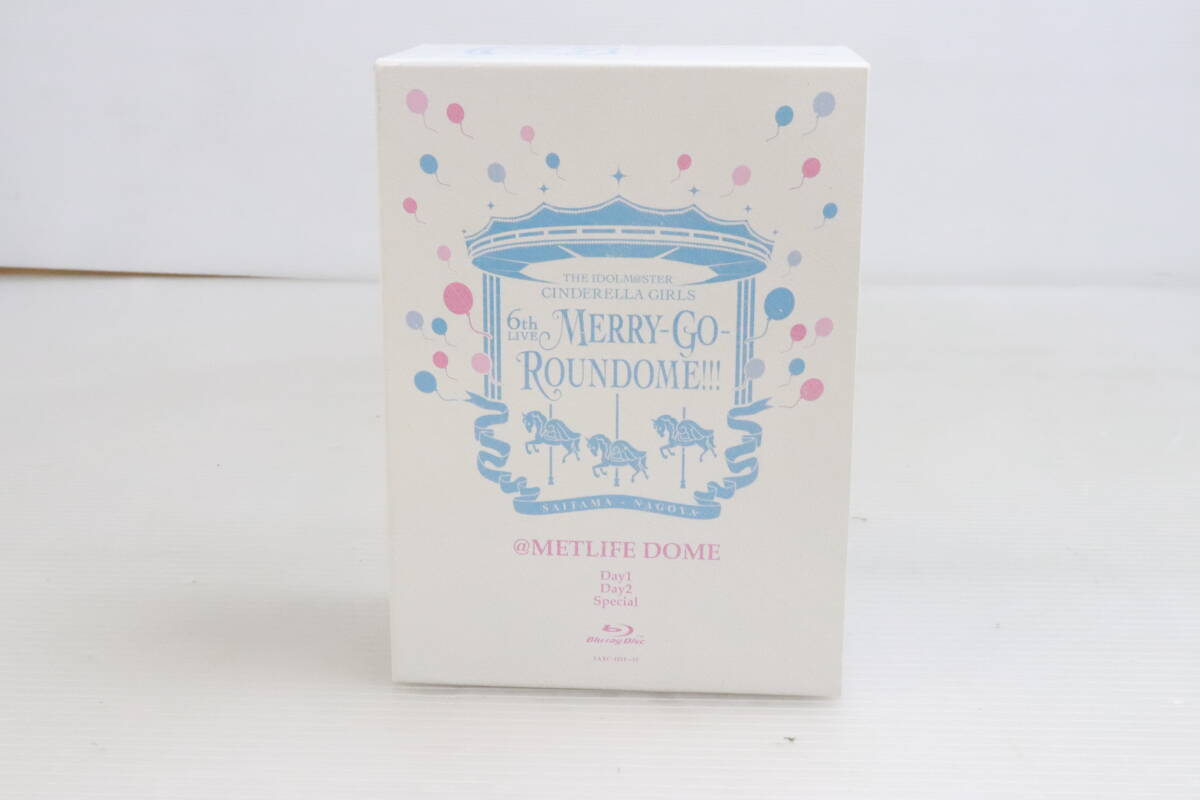 THE IDOLM@STER
CINDERELLA GIRLS
6th LIVE MERRY-GO-
ROUNDOME!!!
SAITAMA · NAGOYA
@METLIFE DOME
Day1
Day2
Special
Blu-ray Disc